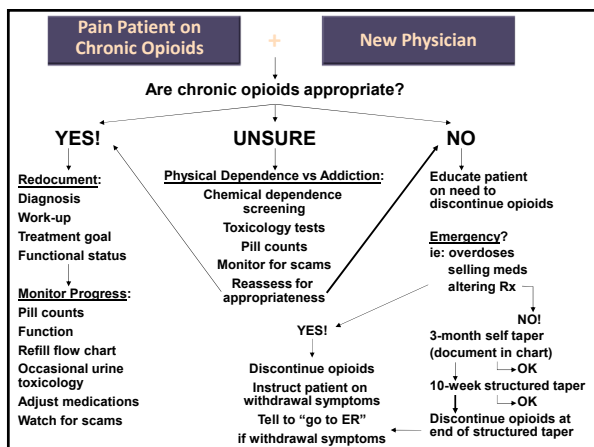 Pain Patient on
Chronic Opioids
+
New Physician
Are chronic opioids appropriate?
YES!
UNSURE
NO
Redocument:
Diagnosis
Work-up
Treatment goal
Functional status
Monitor Progress:
Pill counts
Function
Refill flow chart
Occasional urine
toxicology
Adjust medications
Watch for scams
Physical Dependence vs Addiction:
Chemical dependence
screening
Toxicology tests
Pill counts
Monitor for scams
Reassess for
appropriateness
Educate patient
on need to
discontinue opioids
Emergency?
ie: overdoses
selling meds
altering Rx
YES!
Discontinue opioids
Instruct patient on
withdrawal symptoms
Tell to “go to ER”
if withdrawal symptoms
NO!
3-month self taper
(document in chart)
OK
10-week structured taper
OK
Discontinue opioids at
end of structured taper